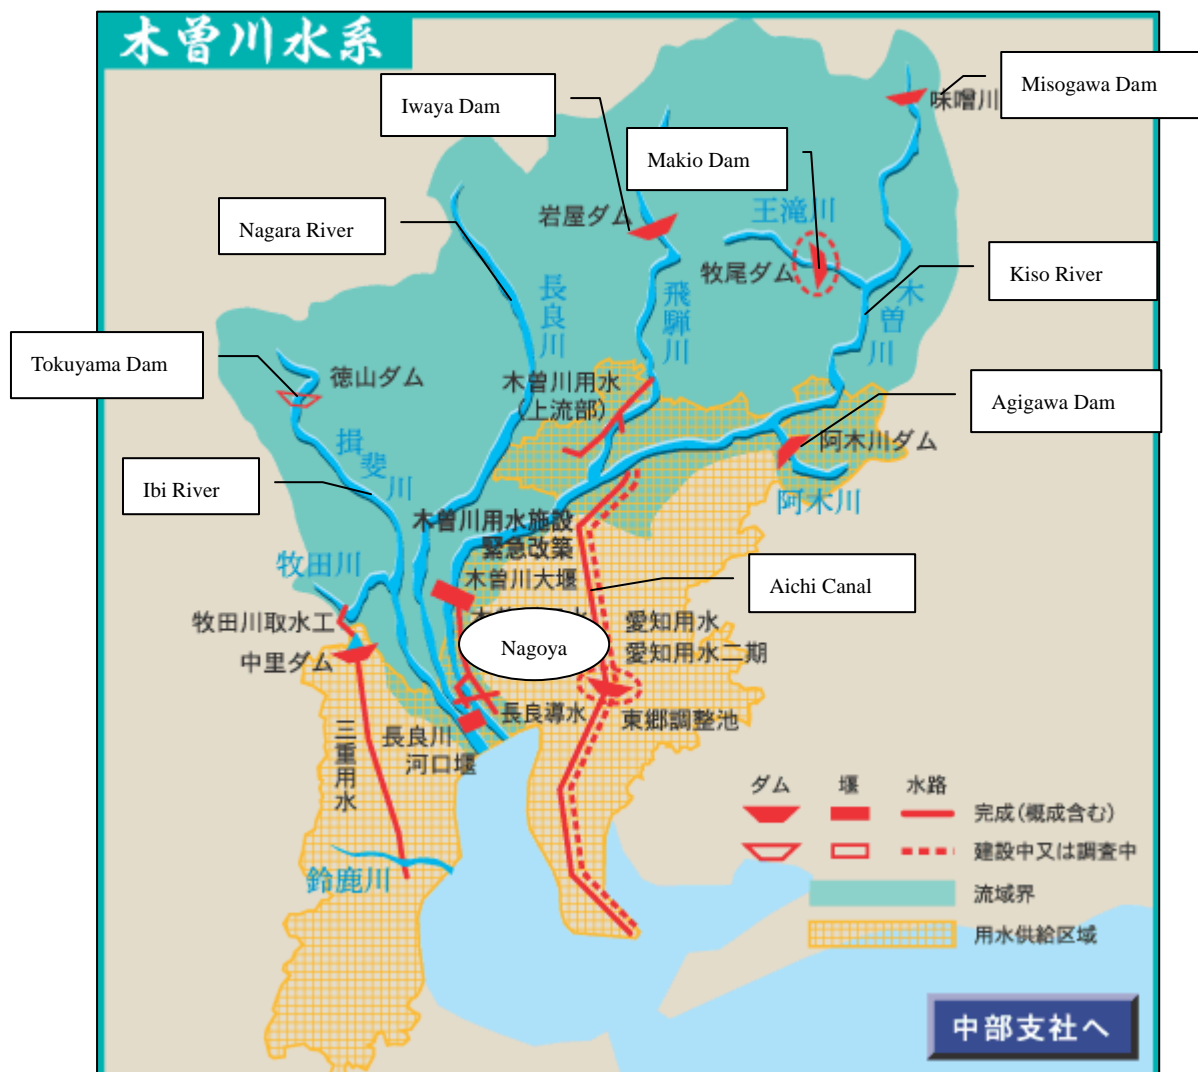 木曽川水系
Iwaya Dam
Misogawa Dam
味噌川
Makio Dam
Nagara River
岩屋ダム
王滝川
牧尾ダム
Kiso River
長良川
飛騨川
木曽川
Tokuyama Dam
徳山ダム
木曽川用水
(上流部)
Agigawa Dam
阿木川ダム
揖斐川
Ibi River
阿木川
木曽川用水施設
緊急改築
牧田川
木曽川大堰
Aichi Canal
牧田川取水工
中里ダム
Nagoya
愛知用水
愛知用水二期
長良導水
東郷調整池
三重用水
長良川
河口堰
鈴鹿川
ダム 堰 水路
完成(概成含む)
建設中又は調査中
流域界
用水供給区域
中部支社へ